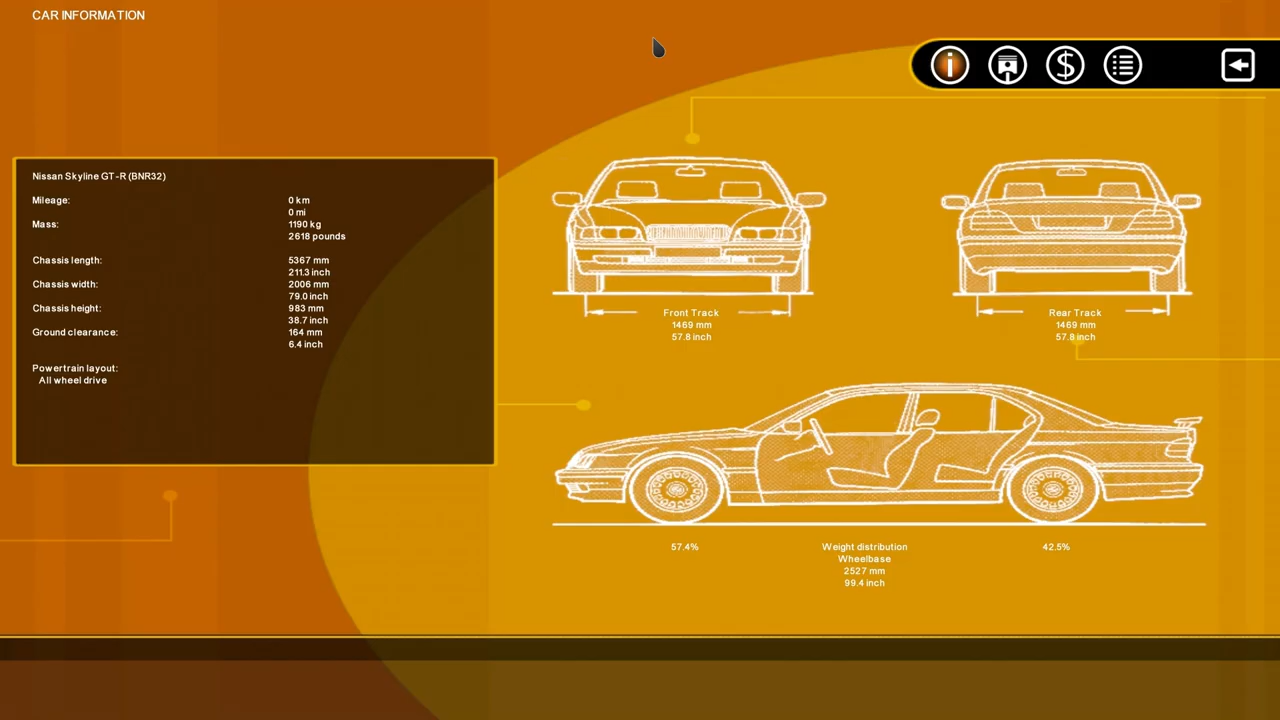 CAR INFORMATION
Nissan Skyline GT-R (BNR32)
Mileage: 0 km
0 mi
Mass: 1190 kg
2618 pounds
Chassis length: 5367 mm
211.3 inch
Chassis width: 2006 mm
79.0 inch
Chassis height: 983 mm
38.7 inch
Ground clearance: 164 mm
6.4 inch
Powertrain layout:
All wheel drive
Front Track
1469 mm
57.8 inch
Rear Track
1469 mm
57.8 inch
57.4% Weight distribution 42.5%
Wheelbase
2527 mm
99.4 inch